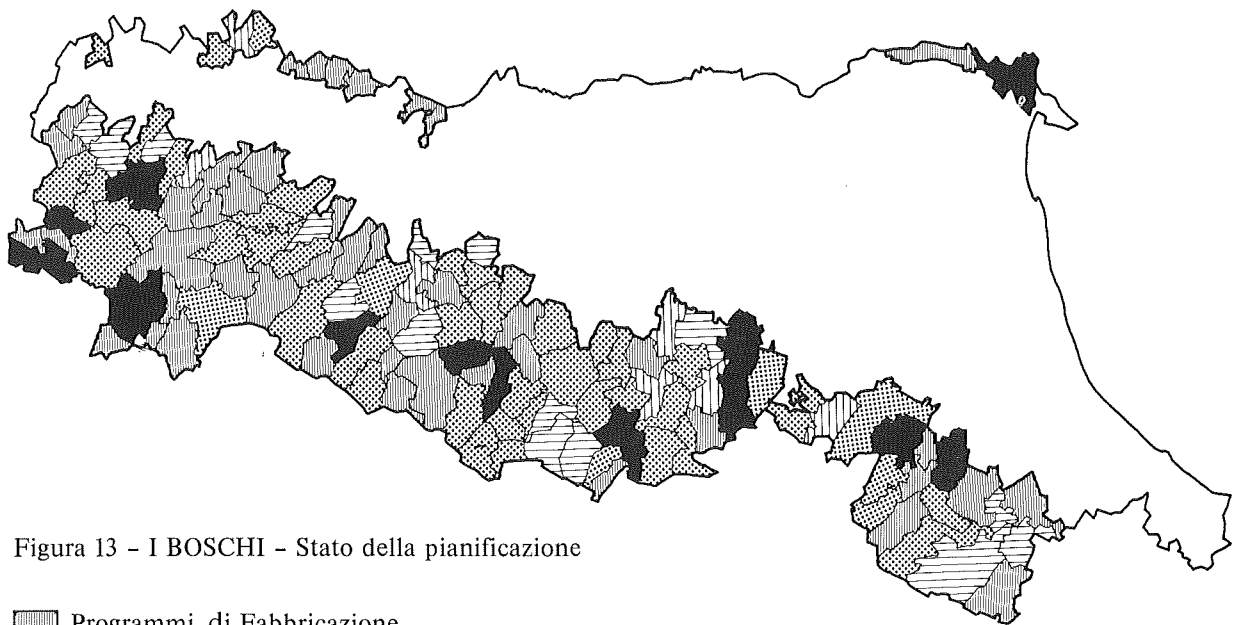 Figura 13 - I BOSCHI - Stato della pianificazione
Programmi di Fabbricazione